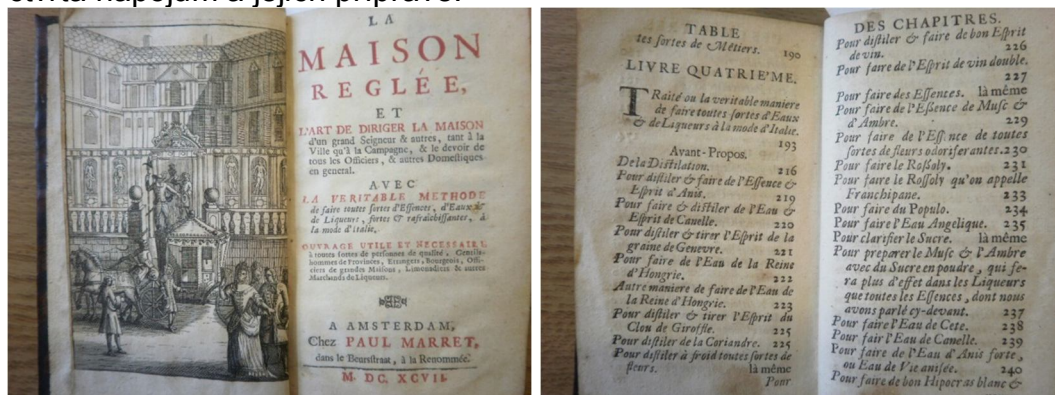 LA
MAISON
REGLÉE,
ET
L'ART DE DIRIGER LA MAISON
d'un grand Seigneur & autres, tant à la
Ville qu'à la Campagne, & le devoir de
tous les Officiers, & autres Domestiques
en general.
AVEC
LA VERITABLE METHODE
de faire toutes sortes d'Essences, d'Eaux &
de Liqueurs, fortes & rafraichissantes, à
la mode d'Italie.
OUVRAGE UTILE ET NECESSAIRE
à toutes sortes de personnes de qualité, Gentils-
hommes de Provinces, Etrangers, Bourgeois, Offi-
ciers de grandes Maisons, Limonadiers & autres
Marchands de Liqueurs.
A AMSTERDAM,
Chez PAUL MARRET,
dans le Beursstraat, à la Renommée.
M. DC. XCVII.
TABLE
tes sortes de Métiers. 190
LIVRE QUATRIE'ME.
TRaité ou la veritable maniere
de faire toutes sortes d'Eaux
& de Liqueurs à la mode d'Italie.
193
Avant-Propos.
De la Distilation. 216
Pour distiler & faire de l'Essence &
Esprit d'Anis. 219
Pour faire & distiler de l'Eau &
Esprit de Canelle. 220
Pour distiler & tirer l'Esprit de la
graine de Genevre. 221
Pour faire de l'Eau de la Reine
d'Hongrie. 222
Autre maniere de faire de l'Eau de
la Reine d'Hongrie. 223
Pour distiler & tirer l'Esprit du
Clou de Giroffle. 225
Pour distiler de la Coriandre. 225
Pour distiler à froid toutes sortes de
fleurs. là même
Pour
DES CHAPITRES.
Pour distiler & faire de bon Esprit
de vin. 226
Pour faire de l'Esprit de vin double.
227
Pour faire des Essences. là même
Pour faire de l'Essence de Musc &
d'Ambre. 229
Pour faire de l'Essence de toutes
sortes de fleurs odoriferantes. 230
Pour faire le Rossoly. 231
Pour faire le Rossoly qu'on appelle
Franchipane. 233
Pour faire du Populo. 234
Pour faire l'Eau Angelique. 235
Pour clarifier le Sucre. là même
Pour preparer le Musc & l'Ambre
avec du Sucre en poudre, qui fe-
ra plus d'effet dans les Liqueurs
que toutes les Essences, dont nous
avons parlé cy-devant. 237
Pour faire l'Eau de Cete. 238
Pour fair l'Eau de Canelle. 239
Pour faire de l'Eau d'Anis forte,
ou Eau de Vie anisée. 240
Pour faire de bon Hipocras blanc &